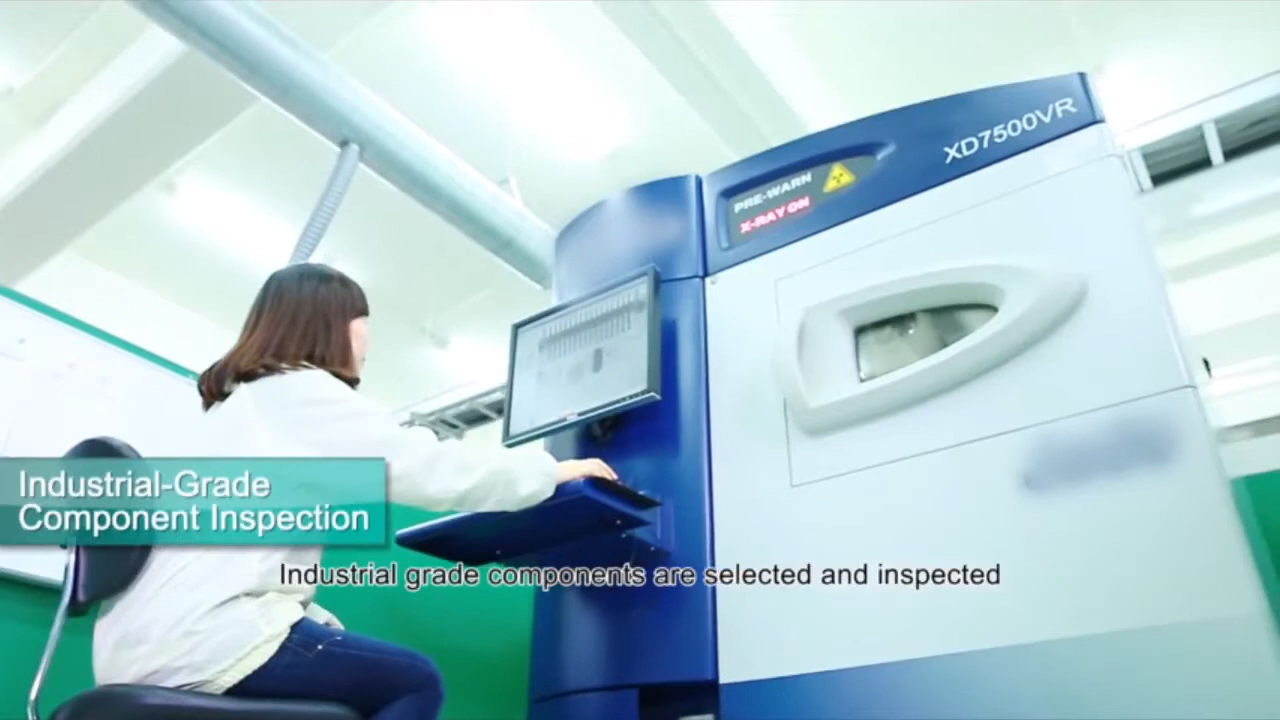 XD7500VR
PRE-WARN
X-RAY ON
Industrial-Grade
Component Inspection
Industrial grade components are selected and inspected